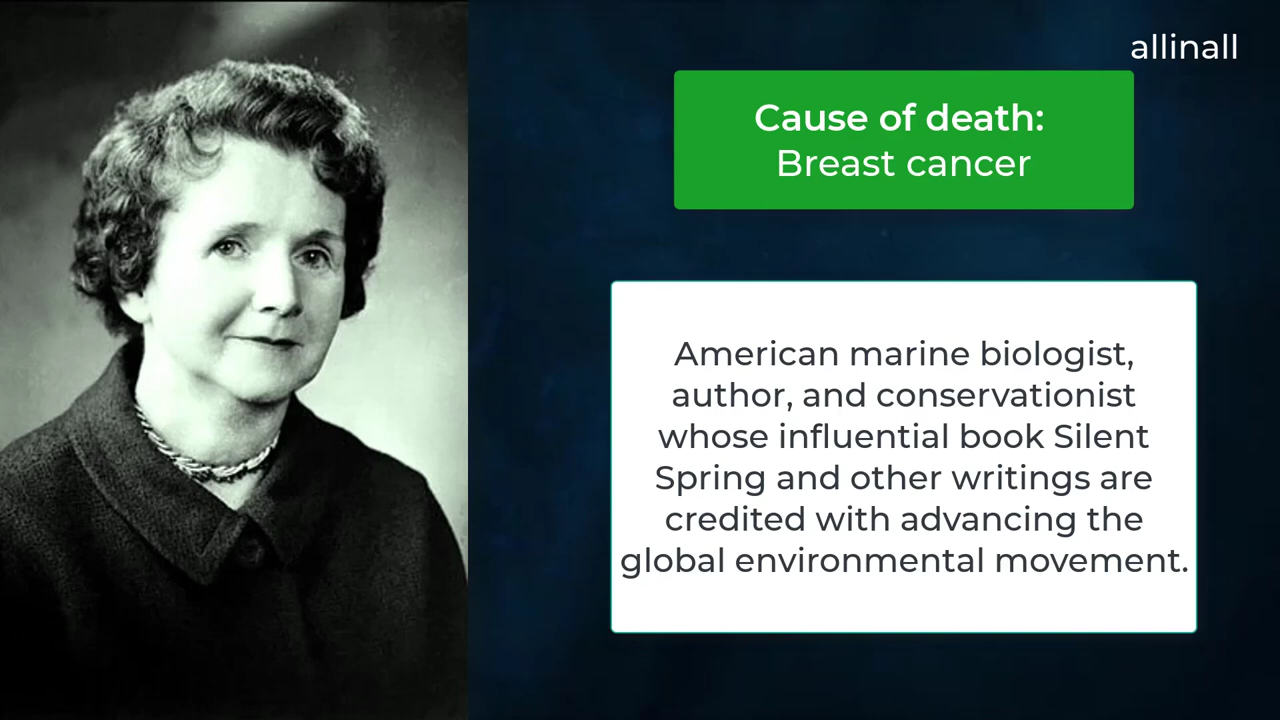 allinall
Cause of death:
Breast cancer
American marine biologist,
author, and conservationist
whose influential book Silent
Spring and other writings are
credited with advancing the
global environmental movement.